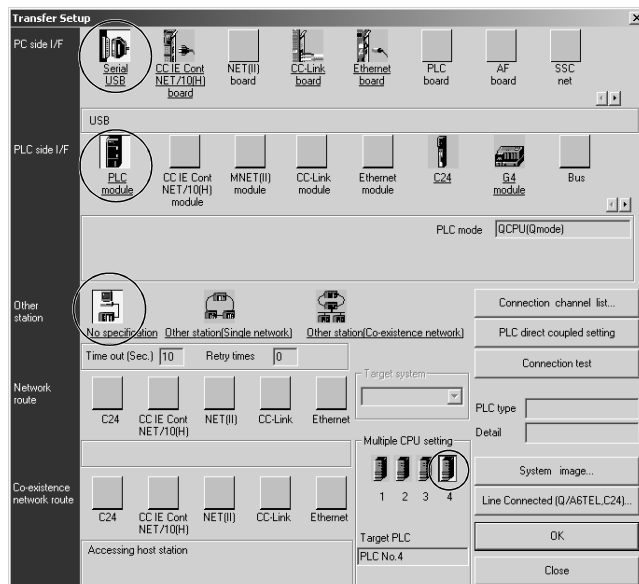 Transfer Setup
PC side I/F
Serial
USB
CC IE Cont
NET/10(H)
board
NET(II)
board
CC-Link
board
Ethernet
board
PLC
board
AF
board
SSC
net
USB
PLC side I/F
PLC
module
CC IE Cont
NET/10(H)
module
MNET(II)
module
CC-Link
module
Ethernet
module
C24
G4
module
Bus
PLC mode QCPU(Qmode)
Other
station
No specification
Other station(Single network)
Other station(Co-existence network)
Time out (Sec.) 10 Retry times 0
Connection channel list...
PLC direct coupled setting
Connection test
Network
route
C24
CC IE Cont
NET/10(H)
NET(II)
CC-Link
Ethernet
Target system
PLC type
Detail
Multiple CPU setting
1 2 3 4
Target PLC
PLC No.4
System image...
Line Connected (Q/A6TEL,C24)...
OK
Close
Co-existence
network route
C24
CC IE Cont
NET/10(H)
NET(II)
CC-Link
Ethernet
Accessing host station